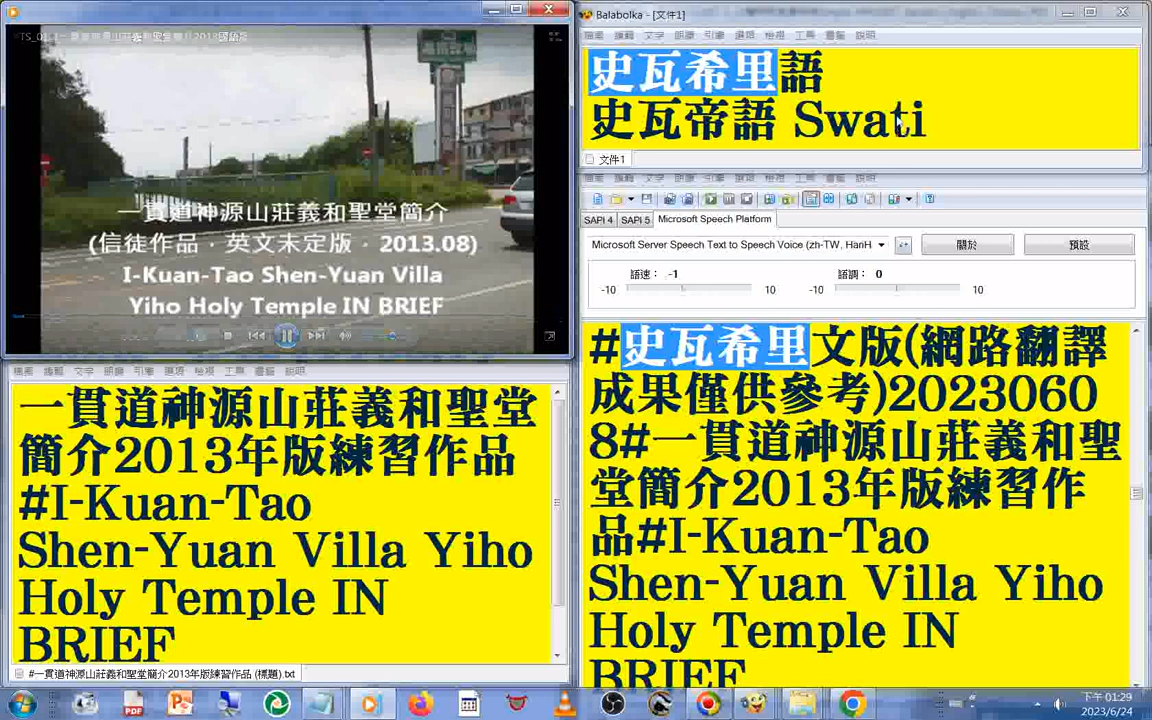 一貫道神源山莊義和聖堂簡介
(信徒作品．英文未定版．2013.08)
I-Kuan-Tao Shen-Yuan Villa
Yiho Holy Temple IN BRIEF
Balabolka - [文件1]
史瓦希里語
史瓦帝語 Swati
文件1
SAPI 4 SAPI 5 Microsoft Speech Platform
Microsoft Server Speech Text to Speech Voice (zh-TW, HanH
關於
預設
語速： -1
語調： 0
-10
10
-10
10
一貫道神源山莊義和聖堂
簡介2013年版練習作品
#I-Kuan-Tao
Shen-Yuan Villa Yiho
Holy Temple IN
BRIEF
#一貫道神源山莊義和聖堂簡介2013年版練習作品 (標題).txt
#史瓦希里文版(網路翻譯
成果僅供參考)2023060
8#一貫道神源山莊義和聖
堂簡介2013年版練習作
品#I-Kuan-Tao
Shen-Yuan Villa Yiho
Holy Temple IN
BRIEF
下午 01:29
2023/6/24